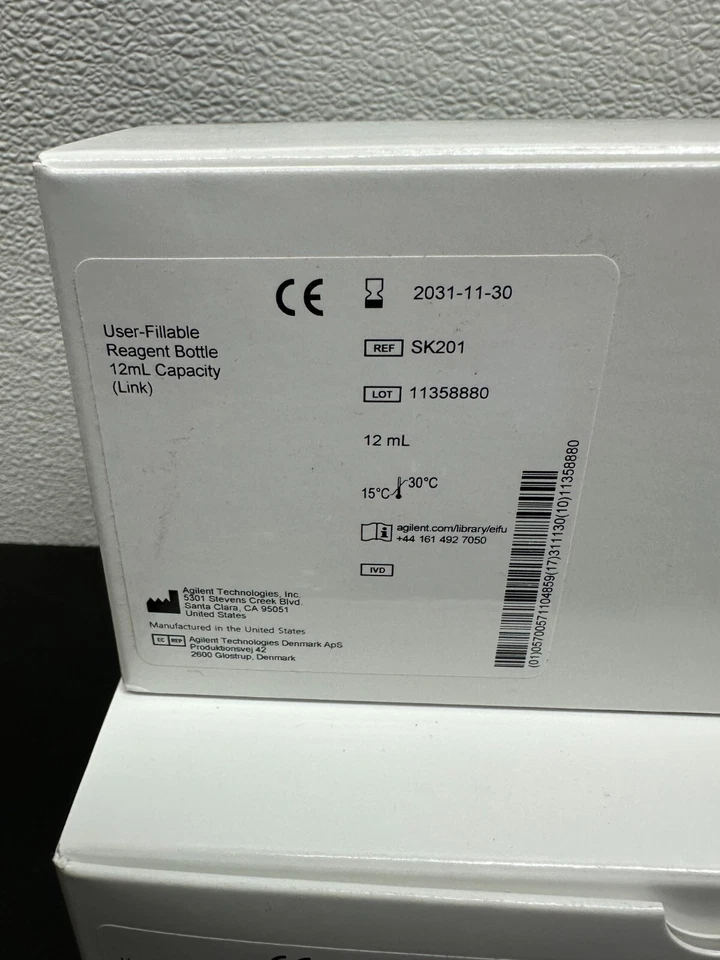 CE
2031-11-30
User-Fillable
Reagent Bottle
12mL Capacity
(Link)
REF SK201
LOT 11358880
12 mL
15°C 30°C
agilent.com/library/eifu
+44 161 492 7050
IVD
Agilent Technologies, Inc.
5301 Stevens Creek Blvd.
Santa Clara, CA 95051
United States
Manufactured in the United States
EC REP Agilent Technologies Denmark ApS
Produktionsvej 42
2600 Glostrup, Denmark
(01)05700571104859(17)311130(10)11358880